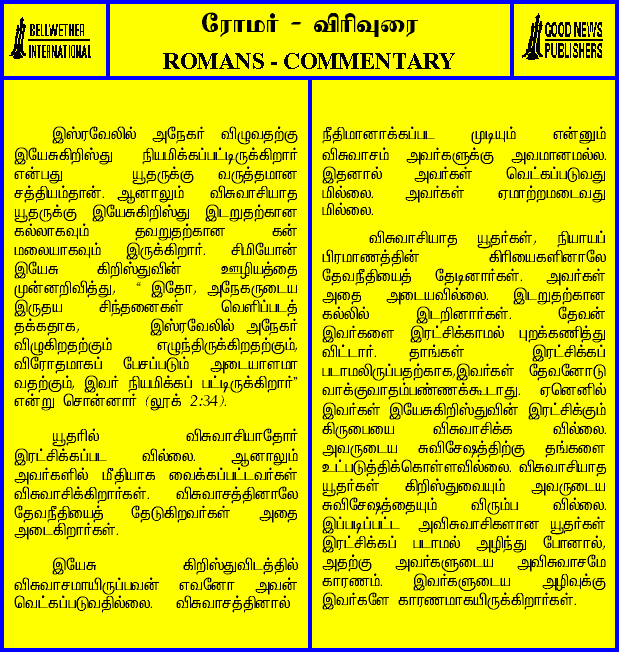 BELLWETHER
INTERNATIONAL
ரோமர் - விரிவுரை
ROMANS - COMMENTARY
GOOD NEWS
PUBLISHERS
இஸ்ரவேலில் அநேகர் விழுவதற்கு
இயேசுகிறிஸ்து நியமிக்கப்பட்டிருக்கிறார்
என்பது யூதருக்கு வருத்தமான
சத்தியம்தான். ஆனாலும் விசுவாசியாத
யூதருக்கு இயேசுகிறிஸ்து இடறுதற்கான
கல்லாகவும் தவறுதற்கான கன்
மலையாகவும் இருக்கிறார். சிமியோன்
இயேசு கிறிஸ்துவின் ஊழியத்தை
முன்னறிவித்து, “ இதோ, அநேகருடைய
இருதய சிந்தனைகள் வெளிப்படத்
தக்கதாக, இஸ்ரவேலில் அநேகர்
விழுகிறதற்கும் எழுந்திருக்கிறதற்கும்,
விரோதமாகப் பேசப்படும் அடையாளமா
வதற்கும், இவர் நியமிக்கப் பட்டிருக்கிறார்”
என்று சொன்னார் (லூக் 2:34).
யூதரில் விசுவாசியாதோர்
இரட்சிக்கப்பட வில்லை. ஆனாலும்
அவர்களில் மீதியாக வைக்கப்பட்டவர்கள்
விசுவாசிக்கிறார்கள். விசுவாசத்தினாலே
தேவநீதியைத் தேடுகிறவர்கள் அதை
அடைகிறார்கள்.
இயேசு கிறிஸ்துவிடத்தில்
விசுவாசமாயிருப்பவன் எவனோ அவன்
வெட்கப்படுவதில்லை. விசுவாசத்தினால்
நீதிமானாக்கப்பட முடியும் என்னும்
விசுவாசம் அவர்களுக்கு அவமானமல்ல.
இதனால் அவர்கள் வெட்கப்படுவது
மில்லை. அவர்கள் ஏமாற்றமடைவது
மில்லை.
விசுவாசியாத யூதர்கள், நியாயப்
பிரமாணத்தின் கிரியைகளினாலே
தேவநீதியைத் தேடினார்கள். அவர்கள்
அதை அடையவில்லை. இடறுதற்கான
கல்லில் இடறினார்கள். தேவன்
இவர்களை இரட்சிக்காமல் புறக்கணித்து
விட்டார். தாங்கள் இரட்சிக்கப்
படாமலிருப்பதற்காக,இவர்கள் தேவனோடு
வாக்குவாதம்பண்ணக்கூடாது. ஏனெனில்
இவர்கள் இயேசுகிறிஸ்துவின் இரட்சிக்கும்
கிருபையை விசுவாசிக்க வில்லை.
அவருடைய சுவிசேஷத்திற்கு தங்களை
உட்படுத்திக்கொள்ளவில்லை. விசுவாசியாத
யூதர்கள் கிறிஸ்துவையும் அவருடைய
சுவிசேஷத்தையும் விரும்ப வில்லை.
இப்படிப்பட்ட அவிசுவாசிகளான யூதர்கள்
இரட்சிக்கப் படாமல் அழிந்து போனால்,
அதற்கு அவர்களுடைய அவிசுவாசமே
காரணம். இவர்களுடைய அழிவுக்கு
இவர்களே காரணமாகயிருக்கிறார்கள்.